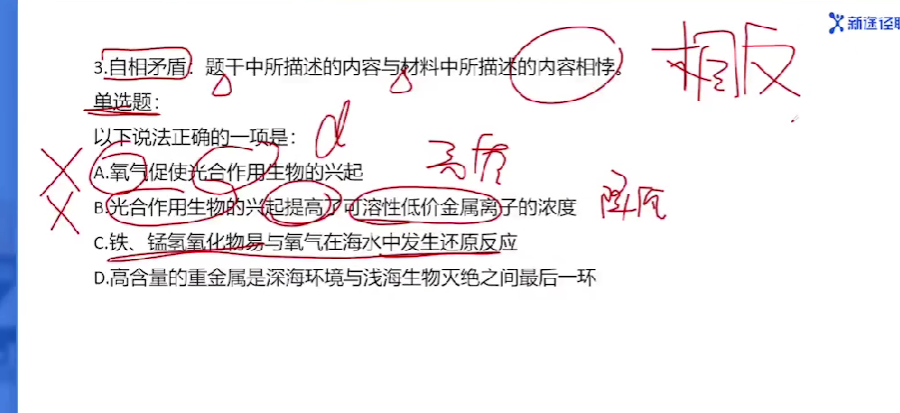 新途径教
3.自相矛盾：题干中所描述的内容与材料中所描述的内容相悖。
相反
单选题：
以下说法正确的一项是：
d
A.氧气促使光合作用生物的兴起
B.光合作用生物的兴起提高了可溶性低价金属离子的浓度
C.铁、锰氢氧化物易与氧气在海水中发生还原反应
D.高含量的重金属是深海环境与浅海生物灭绝之间最后一环